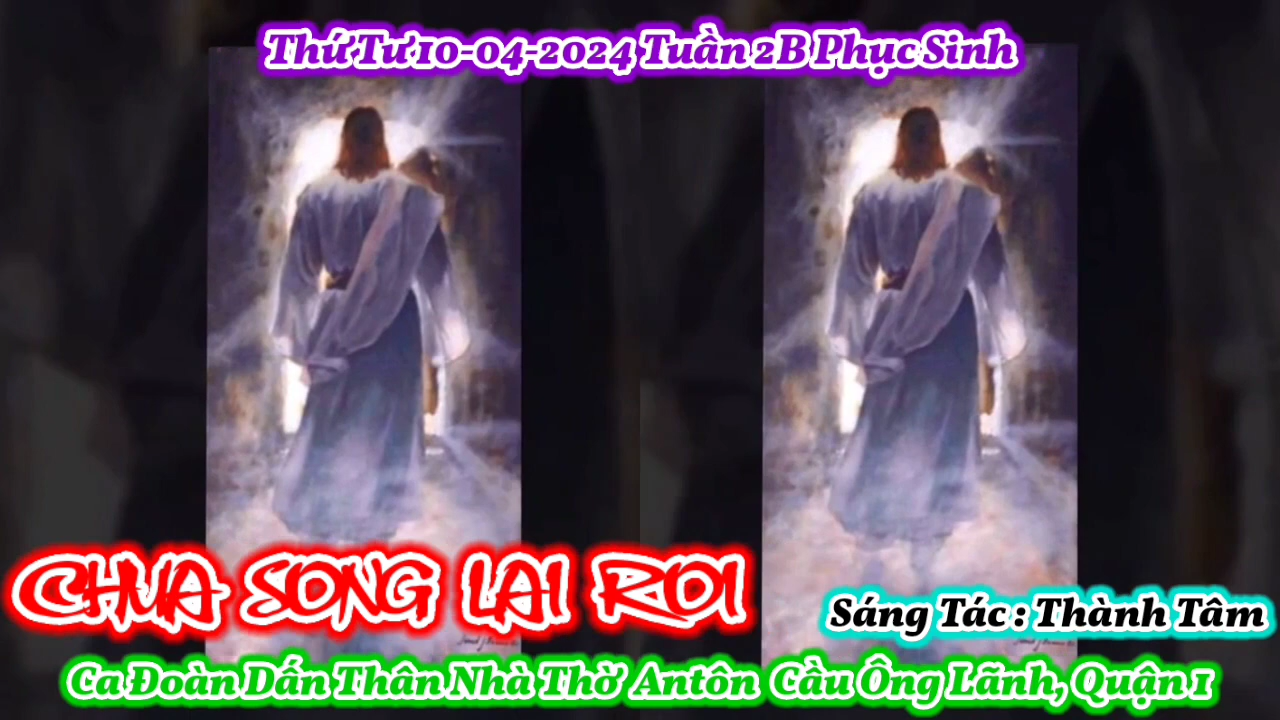 Thứ Tư 10-04-2024 Tuần 2B Phục Sinh
CHUA SONG LAI ROI
Sáng Tác : Thành Tâm
Ca Đoàn Dấn Thân Nhà Thờ Antôn Cầu Ông Lãnh, Quận 1